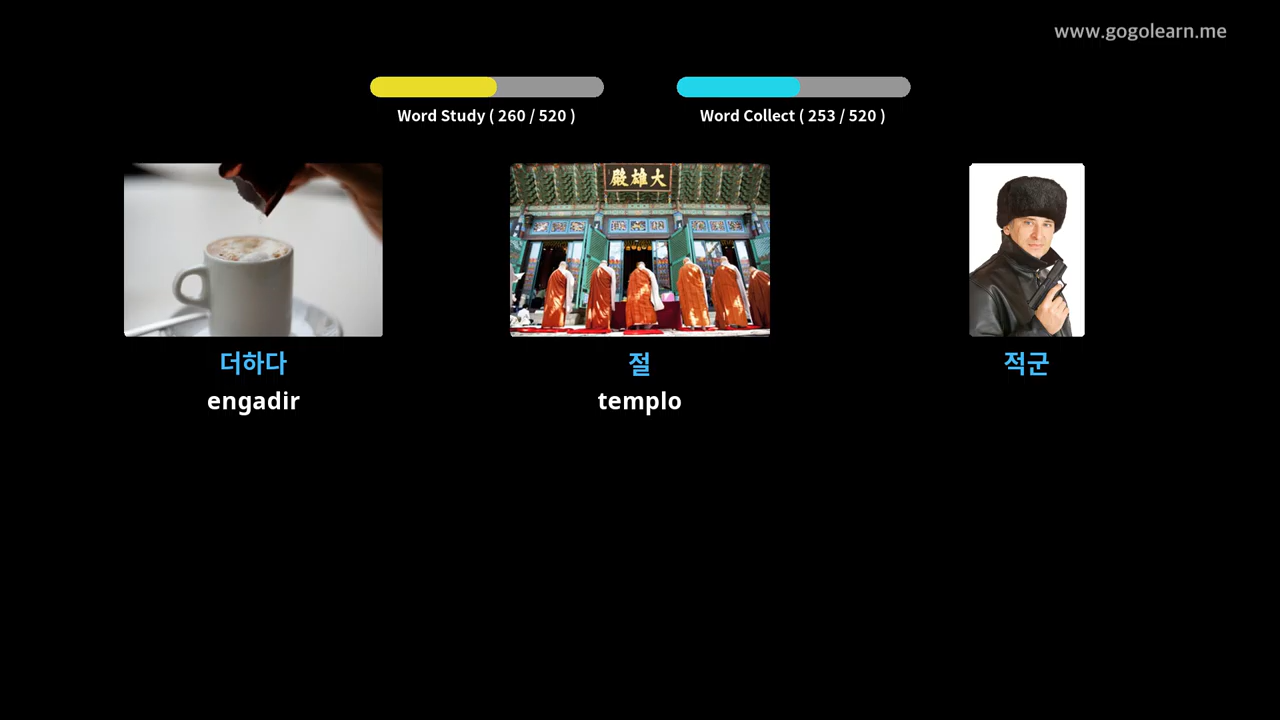 www.gogolearn.me
Word Study ( 260 / 520 )
Word Collect ( 253 / 520 )
大雄殿
더하다
절
적군
engadir
templo